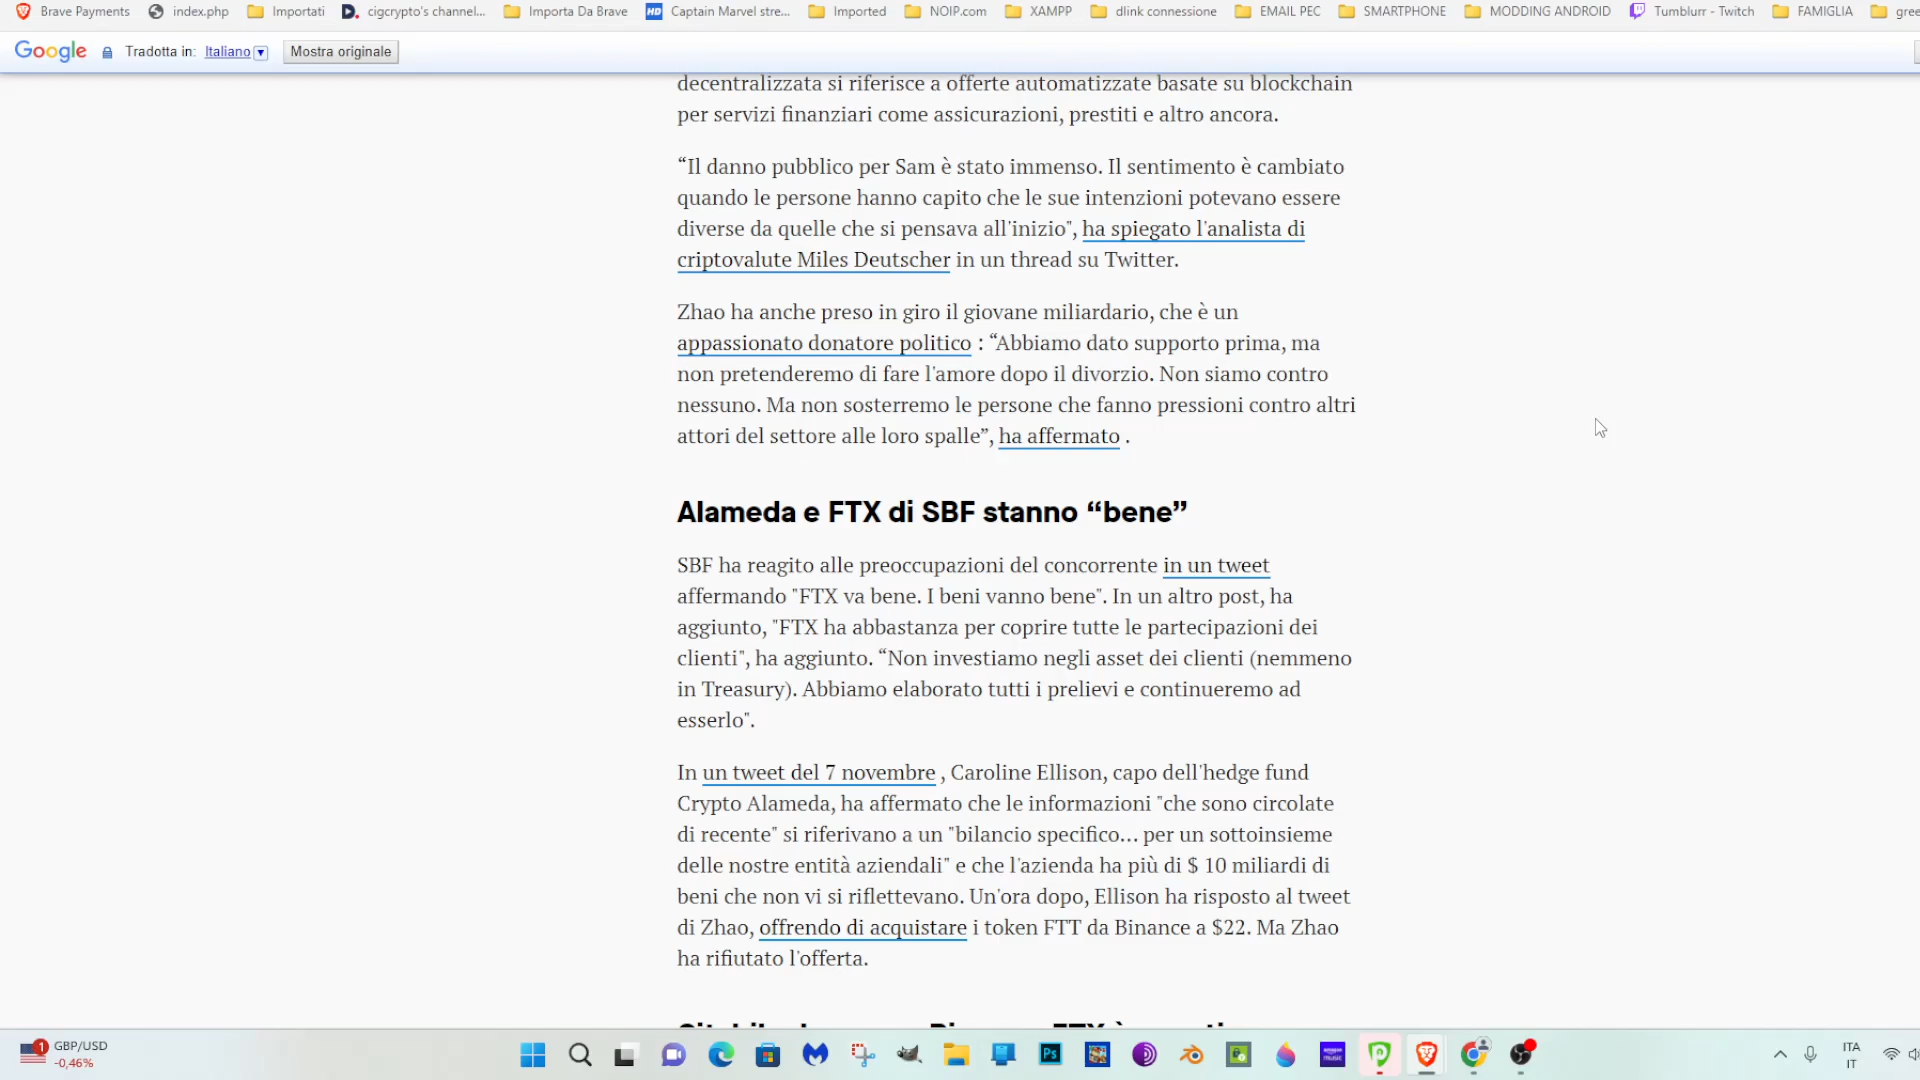 Brave Payments index.php Importati cigcrypto's channel... Importa Da Brave HD Captain Marvel stre... Imported NOIP.com XAMPP dlink connessione EMAIL PEC SMARTPHONE MODDING ANDROID Tumblurr - Twitch FAMIGLIA gree
Google Tradotta in: Italiano Mostra originale
decentralizzata si riferisce a offerte automatizzate basate su blockchain
per servizi finanziari come assicurazioni, prestiti e altro ancora.
“Il danno pubblico per Sam è stato immenso. Il sentimento è cambiato
quando le persone hanno capito che le sue intenzioni potevano essere
diverse da quelle che si pensava all'inizio", ha spiegato l'analista di
criptovalute Miles Deutscher in un thread su Twitter.
Zhao ha anche preso in giro il giovane miliardario, che è un
appassionato donatore politico : “Abbiamo dato supporto prima, ma
non pretenderemo di fare l'amore dopo il divorzio. Non siamo contro
nessuno. Ma non sosterremo le persone che fanno pressioni contro altri
attori del settore alle loro spalle”, ha affermato .
Alameda e FTX di SBF stanno “bene”
SBF ha reagito alle preoccupazioni del concorrente in un tweet
affermando "FTX va bene. I beni vanno bene". In un altro post, ha
aggiunto, "FTX ha abbastanza per coprire tutte le partecipazioni dei
clienti", ha aggiunto. “Non investiamo negli asset dei clienti (nemmeno
in Treasury). Abbiamo elaborato tutti i prelievi e continueremo ad
esserlo".
In un tweet del 7 novembre , Caroline Ellison, capo dell'hedge fund
Crypto Alameda, ha affermato che le informazioni "che sono circolate
di recente" si riferivano a un "bilancio specifico... per un sottoinsieme
delle nostre entità aziendali" e che l'azienda ha più di $ 10 miliardi di
beni che non vi si riflettevano. Un'ora dopo, Ellison ha risposto al tweet
di Zhao, offrendo di acquistare i token FTT da Binance a $22. Ma Zhao
ha rifiutato l'offerta.
1 GBP/USD
-0,46%
Ps
amazon music
ITA
IT